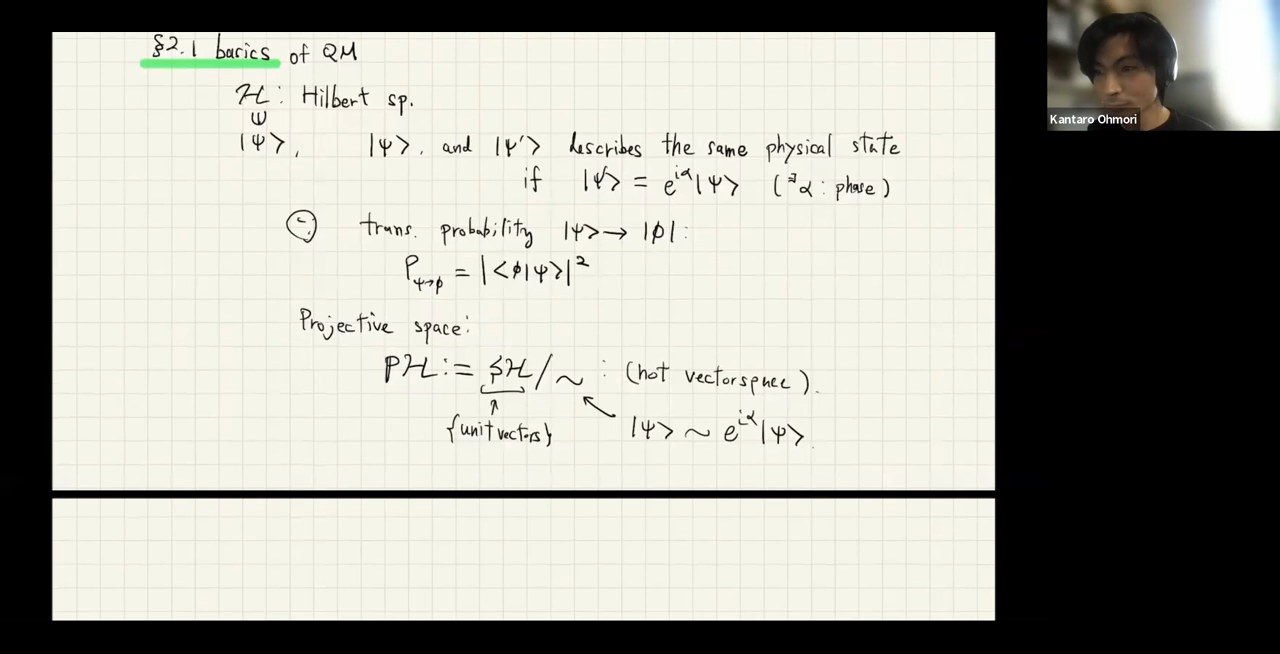 §2.1 basics of QM
ℋ : Hilbert sp.
Ψ
|ψ>, |ψ>, and |ψ'> describes the same physical state
if |ψ'> = e^{iα}|ψ> (∃α : phase)
∵ trans. probability |ψ> → |φ| :
P_{ψ→φ} = |<φ|ψ>|²
Projective space:
Pℋ := Sℋ/~ : (not vectorspace).
{unit vectors} |ψ> ~ e^{iα}|ψ>.
Kantaro Ohmori